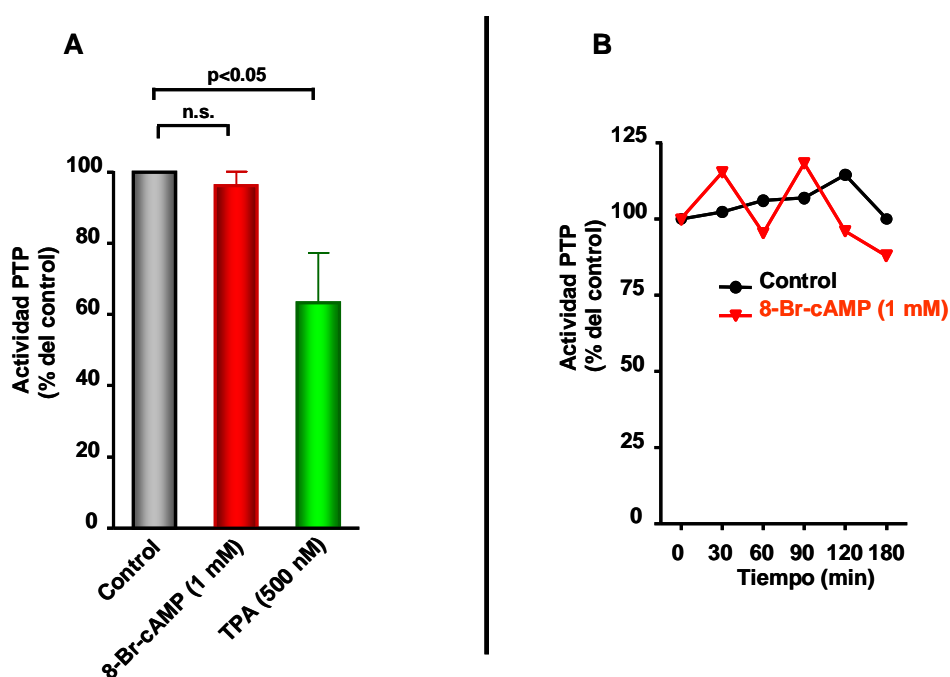 A
p<0.05
n.s.
100
80
60
40
20
0
Actividad PTP
(% del control)
Control
8-Br-cAMP (1 mM)
TPA (500 nM)
B
125
100
75
50
25
0
Actividad PTP
(% del control)
Control
8-Br-cAMP (1 mM)
0 30 60 90 120 180
Tiempo (min)